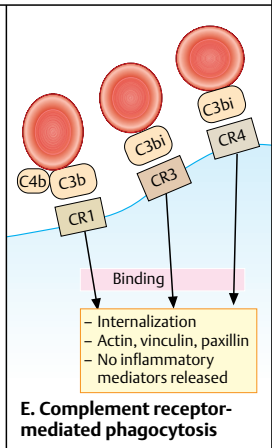 CR4
C3bi
C3bi
CR3
C4b
C3b
CR1
Binding
– Internalization
– Actin, vinculin, paxillin
– No inflammatory
mediators released
E. Complement receptor-
mediated phagocytosis